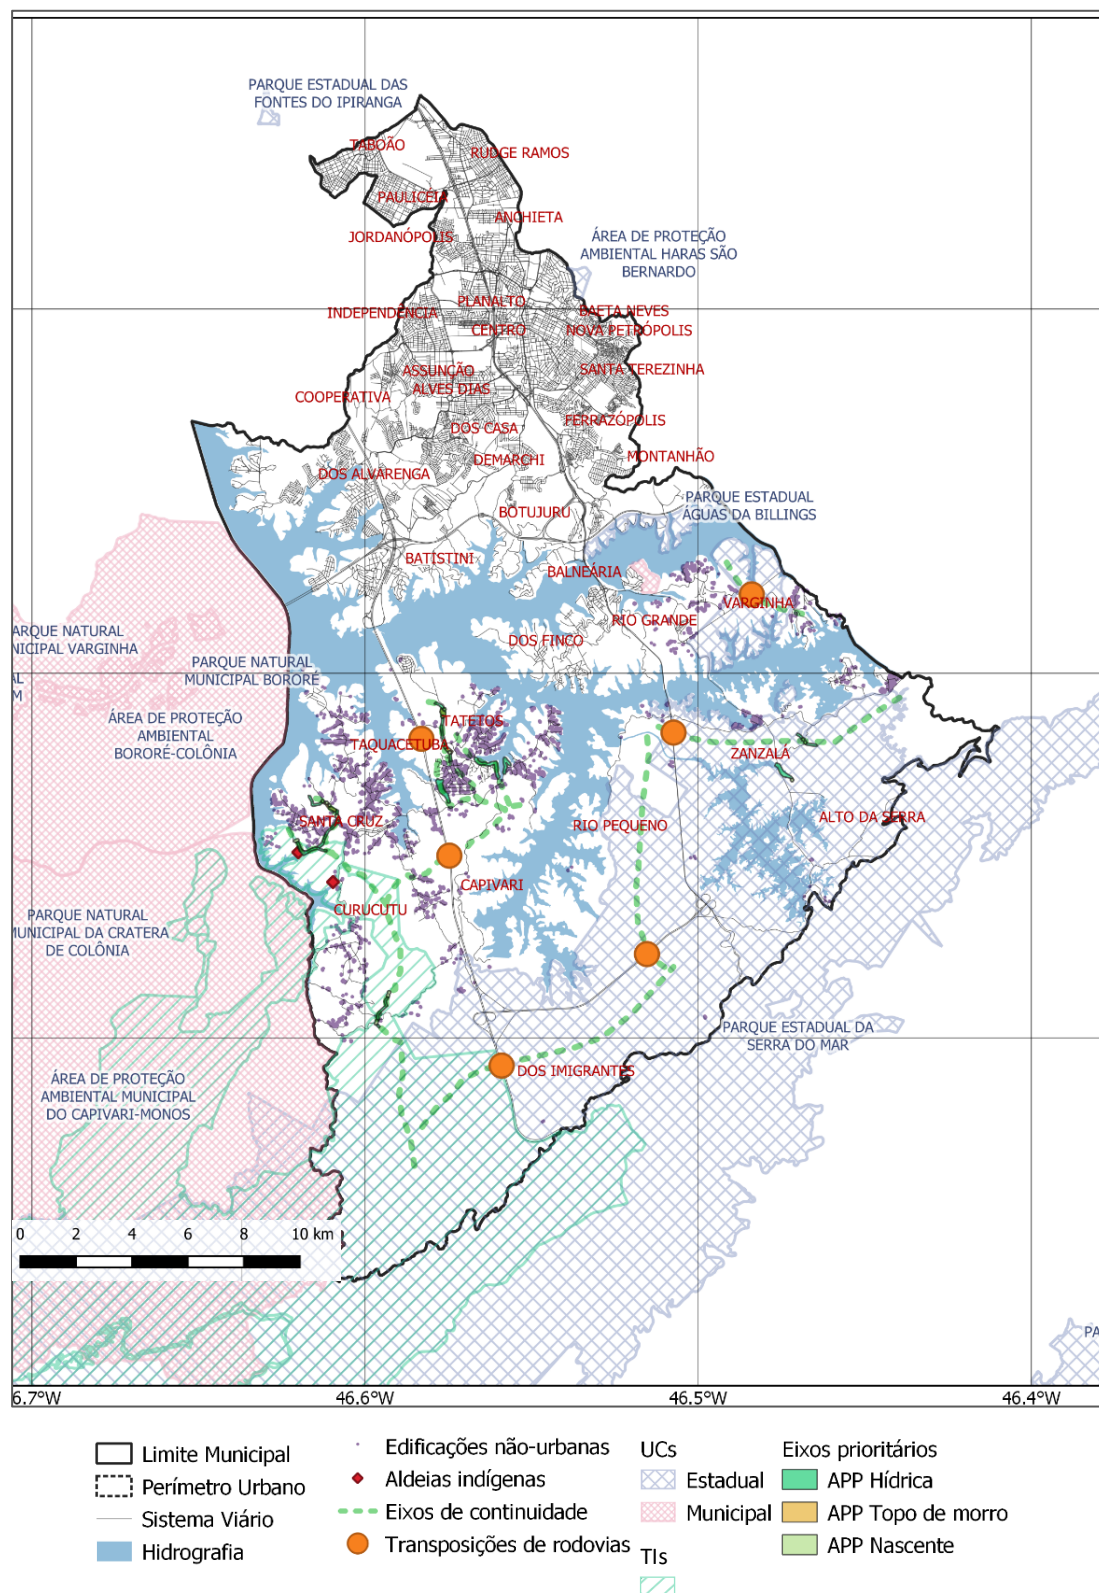 PARQUE ESTADUAL DAS
FONTES DO IPIRANGA
TABOÃO
RUDGE RAMOS
PAULICÉIA
ANCHIETA
JORDANÓPOLIS
ÁREA DE PROTEÇÃO
AMBIENTAL HARAS SÃO
BERNARDO
PLANALTO
INDEPENDÊNCIA
BAETA NEVES
CENTRO
NOVA PETRÓPOLIS
ASSUNÇÃO
SANTA TEREZINHA
ALVES DIAS
COOPERATIVA
FERRAZÓPOLIS
DOS CASA
DEMARCHI
MONTANHÃO
DOS ALVARENGA
PARQUE ESTADUAL
ÁGUAS DA BILLINGS
BOTUJURU
BATISTINI
BALNEÁRIA
VARGINHA
RIO GRANDE
DOS FINCO
ARQUE NATURAL
NICIPAL VARGINHA
PARQUE NATURAL
MUNICIPAL BORORÉ
AL
M
ÁREA DE PROTEÇÃO
AMBIENTAL
BORORÉ-COLÔNIA
TATETOS
TAQUACETUBA
ZANZALÁ
SANTA CRUZ
RIO PEQUENO
ALTO DA SERRA
CAPIVARI
CURUCUTU
PARQUE NATURAL
MUNICIPAL DA CRATERA
DE COLÔNIA
PARQUE ESTADUAL DA
SERRA DO MAR
DOS IMIGRANTES
ÁREA DE PROTEÇÃO
AMBIENTAL MUNICIPAL
DO CAPIVARI-MONOS
0 2 4 6 8 10 km
PA
6.7°W 46.6°W 46.5°W 46.4°W
Limite Municipal
Perímetro Urbano
Sistema Viário
Hidrografia
Edificações não-urbanas
Aldeias indígenas
Eixos de continuidade
Transposições de rodovias
UCs
Estadual
Municipal
TIs
Eixos prioritários
APP Hídrica
APP Topo de morro
APP Nascente